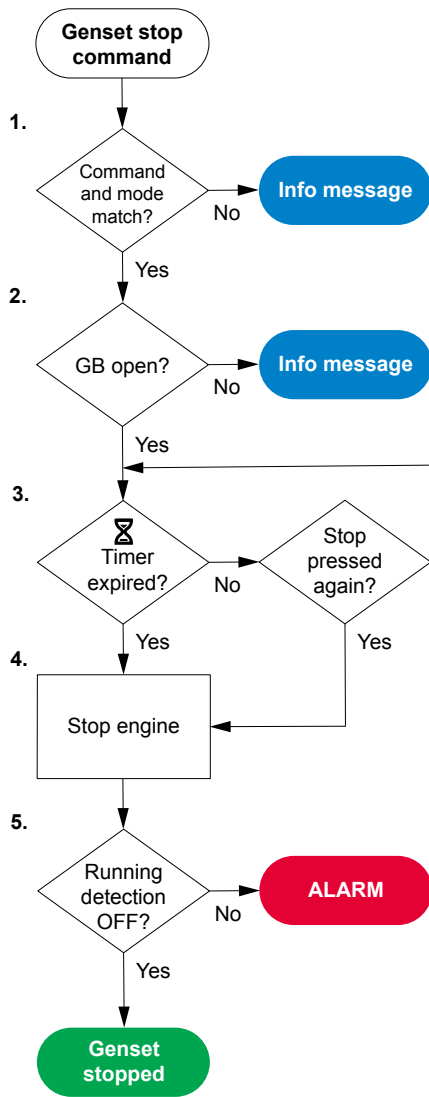 Genset stop
command
1.
Command
and mode
match?
No
Info message
Yes
2.
GB open?
No
Info message
Yes
3.
Timer
expired?
No
Stop
pressed
again?
Yes
Yes
4.
Stop engine
5.
Running
detection
OFF?
No
ALARM
Yes
Genset
stopped